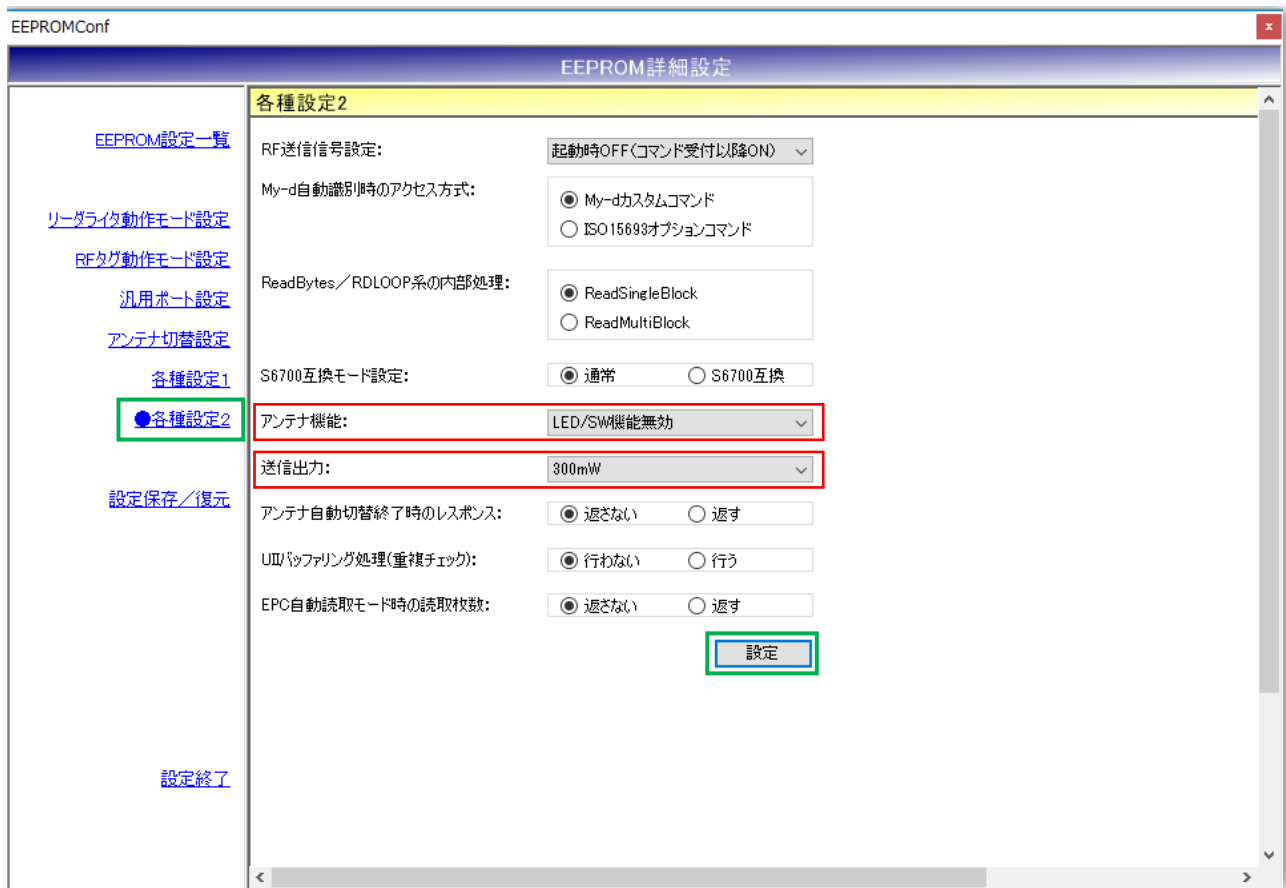 EEPROMConf
EEPROM詳細設定
EEPROM設定一覧
リーダライタ動作モード設定
RFタグ動作モード設定
汎用ポート設定
アンテナ切替設定
各種設定1
●各種設定2
設定保存／復元
設定終了
各種設定2
RF送信信号設定: 起動時OFF(コマンド受付以降ON)
My-d自動識別時のアクセス方式: My-dカスタムコマンド
ISO15693オプションコマンド
ReadBytes／RDLOOP系の内部処理: ReadSingleBlock
ReadMultiBlock
S6700互換モード設定: 通常 S6700互換
アンテナ機能: LED/SW機能無効
送信出力: 300mW
アンテナ自動切替終了時のレスポンス: 返さない 返す
UIIバッファリング処理(重複チェック): 行わない 行う
EPC自動読取モード時の読取枚数: 返さない 返す
設定